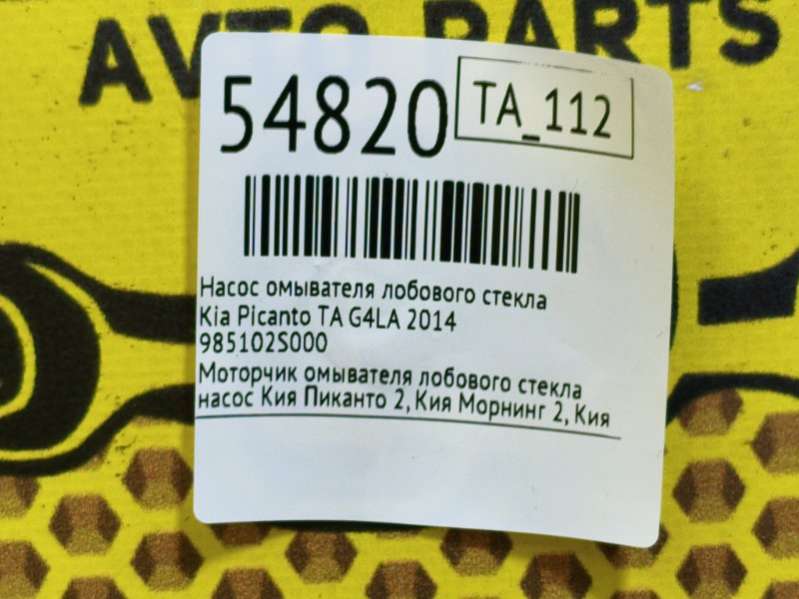 AVTO PARTS
54820
TA_112
Насос омывателя лобового стекла
Kia Picanto TA G4LA 2014
985102S000
Моторчик омывателя лобового стекла
насос Кия Пиканто 2, Кия Морнинг 2, Кия